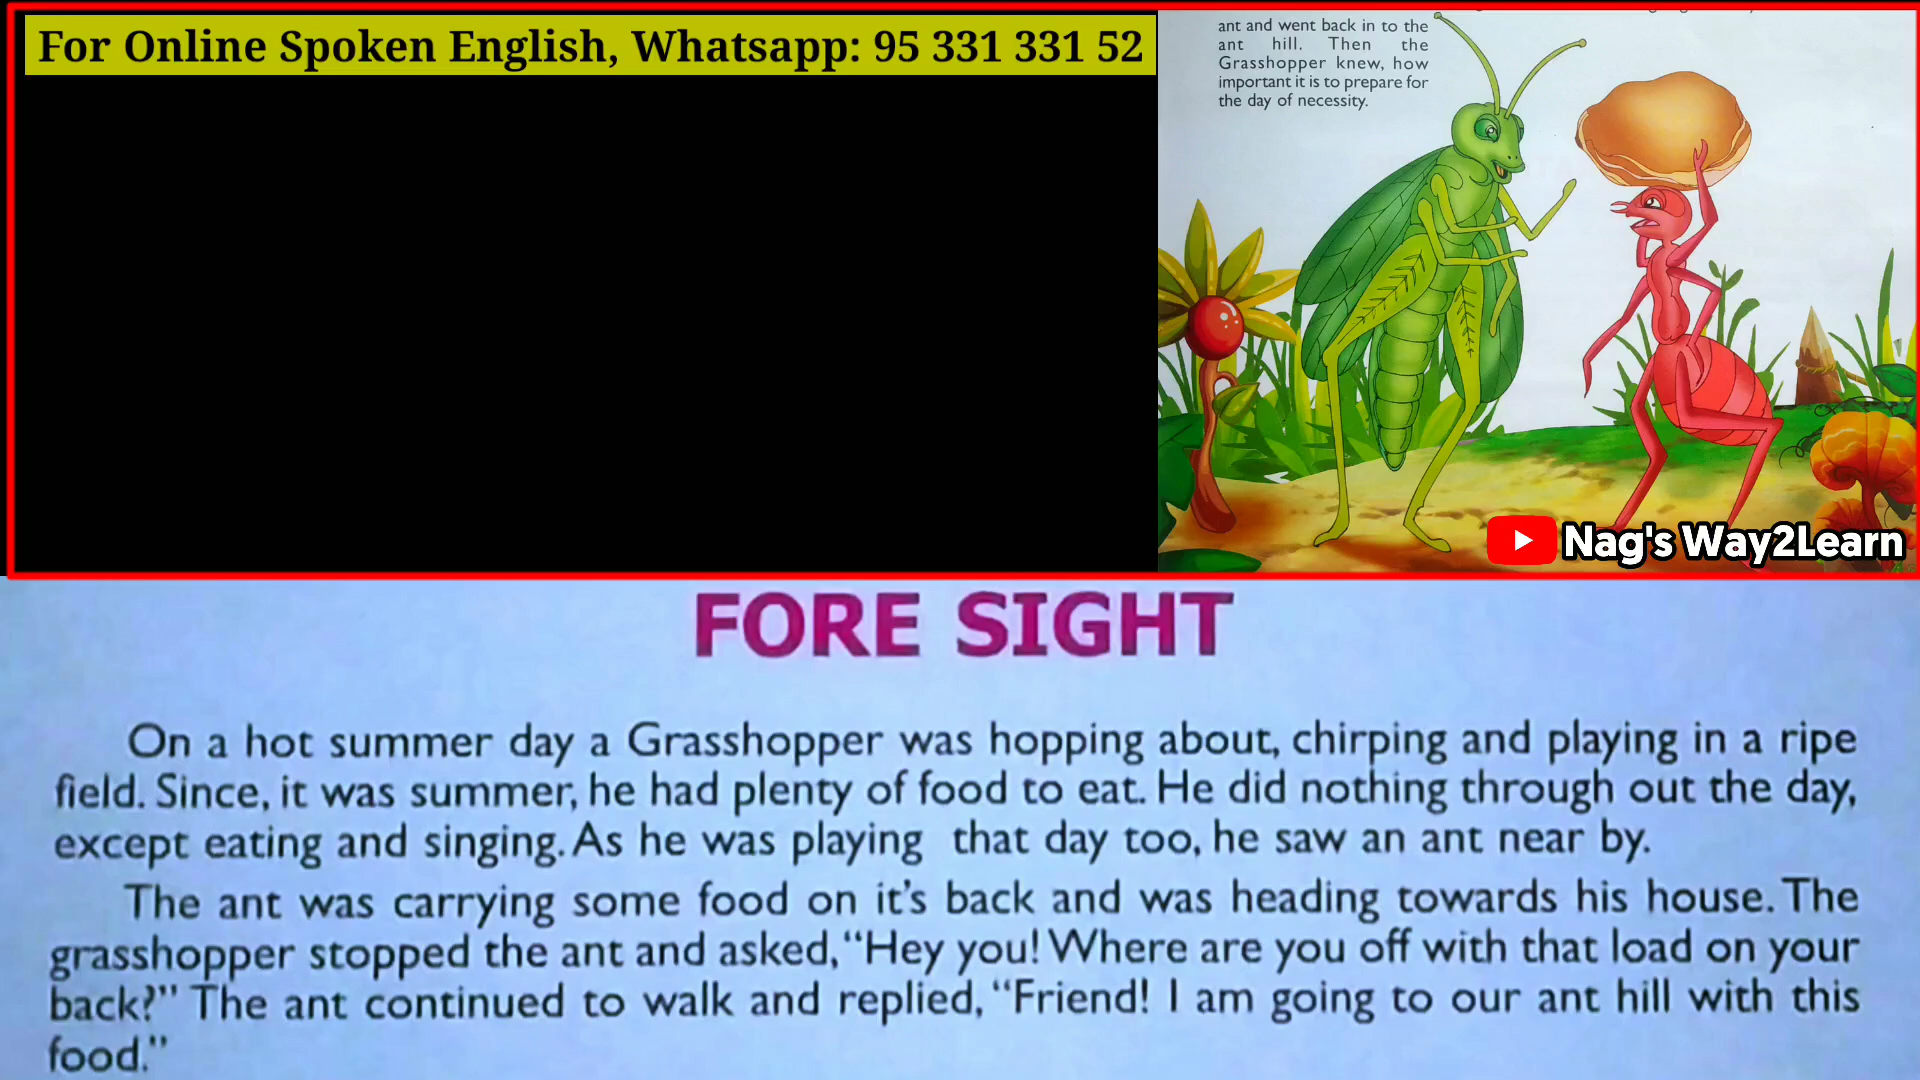 For Online Spoken English, Whatsapp: 95 331 331 52
ant and went back in to the
ant hill. Then the
Grasshopper knew, how
important it is to prepare for
the day of necessity.
Nag's Way2Learn
FORE SIGHT
On a hot summer day a Grasshopper was hopping about, chirping and playing in a ripe
field. Since, it was summer, he had plenty of food to eat. He did nothing through out the day,
except eating and singing. As he was playing that day too, he saw an ant near by.
The ant was carrying some food on it's back and was heading towards his house. The
grasshopper stopped the ant and asked, “Hey you! Where are you off with that load on your
back?” The ant continued to walk and replied, “Friend! I am going to our ant hill with this
food.”